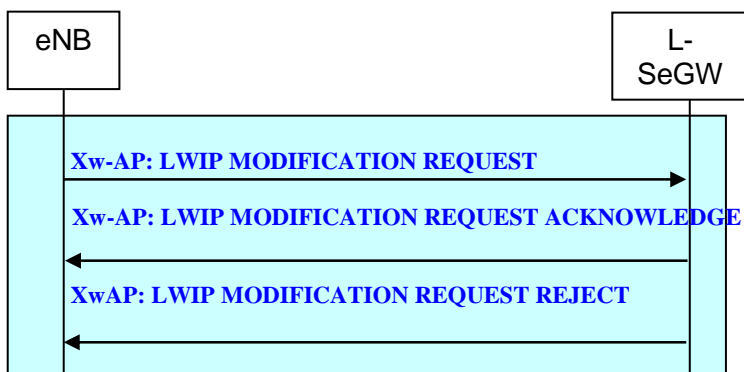 eNB
L-
SeGW
Xw-AP: LWIP MODIFICATION REQUEST
Xw-AP: LWIP MODIFICATION REQUEST ACKNOWLEDGE
XwAP: LWIP MODIFICATION REQUEST REJECT